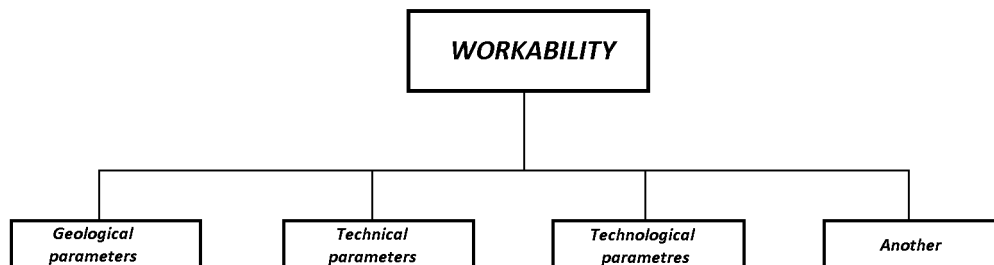 WORKABILITY
Geological
parameters
Technical
parameters
Technological
parametres
Another